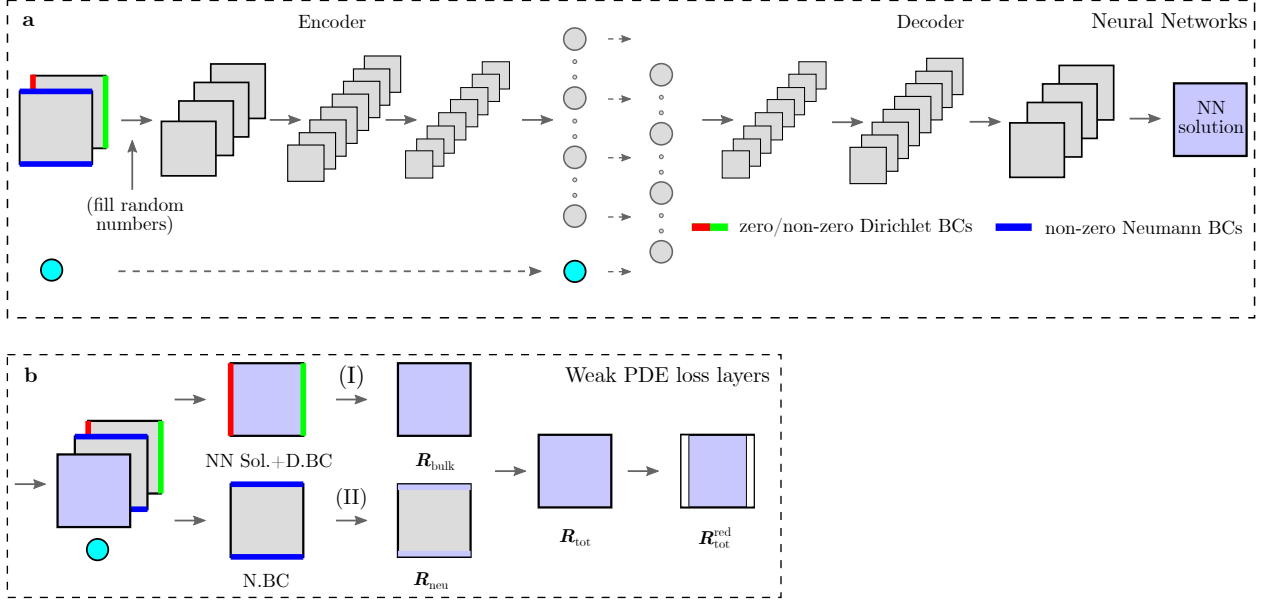 a
Encoder
Decoder
Neural Networks
NN
solution
(fill random
numbers)
zero/non-zero Dirichlet BCs
non-zero Neumann BCs
b
(I)
Weak PDE loss layers
NN Sol.+D.BC
R_bulk
(II)
N.BC
R_neu
R_tot
R_tot^red